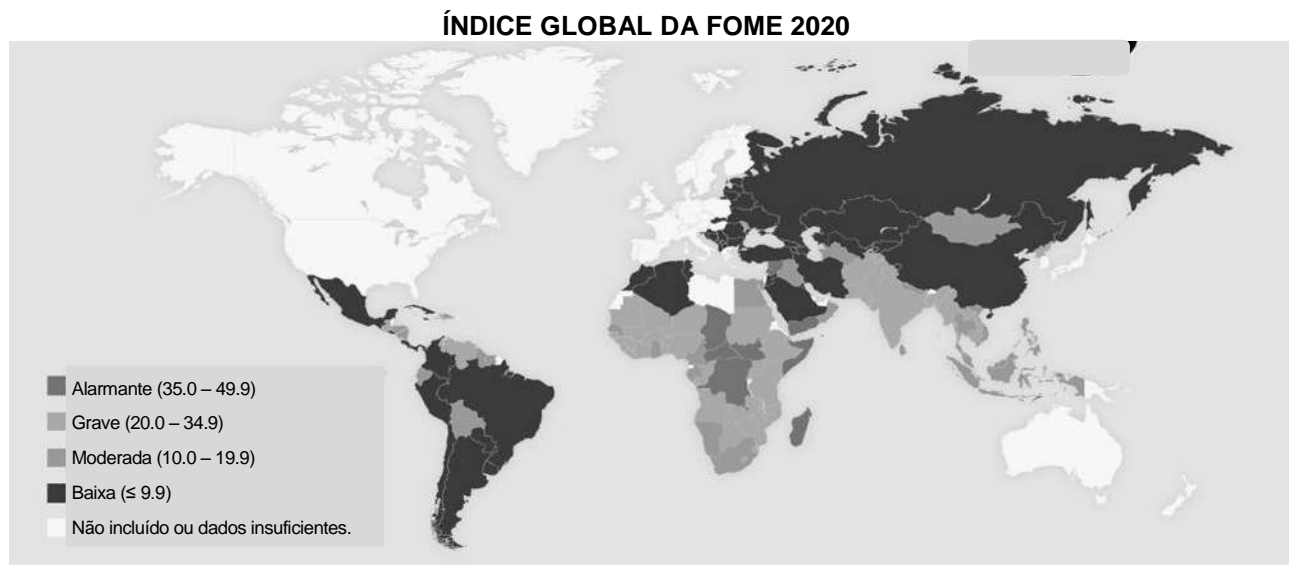 ÍNDICE GLOBAL DA FOME 2020
Alarmante (35.0 – 49.9)
Grave (20.0 – 34.9)
Moderada (10.0 – 19.9)
Baixa (≤ 9.9)
Não incluído ou dados insuficientes.